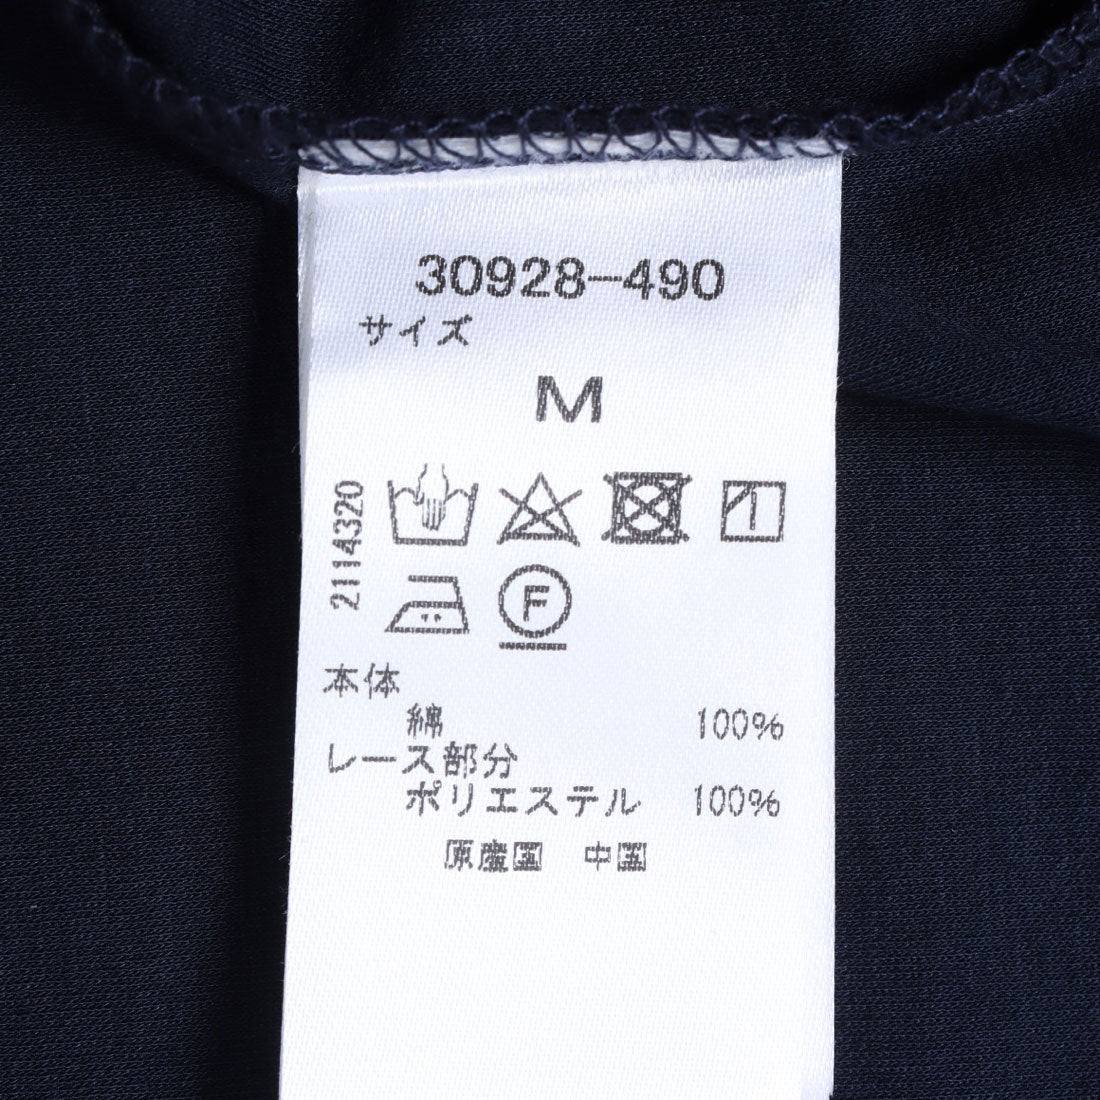 30928-490
サイズ
M
2114320
F
本体
綿 100%
レース部分
ポリエステル 100%
原産国 中国